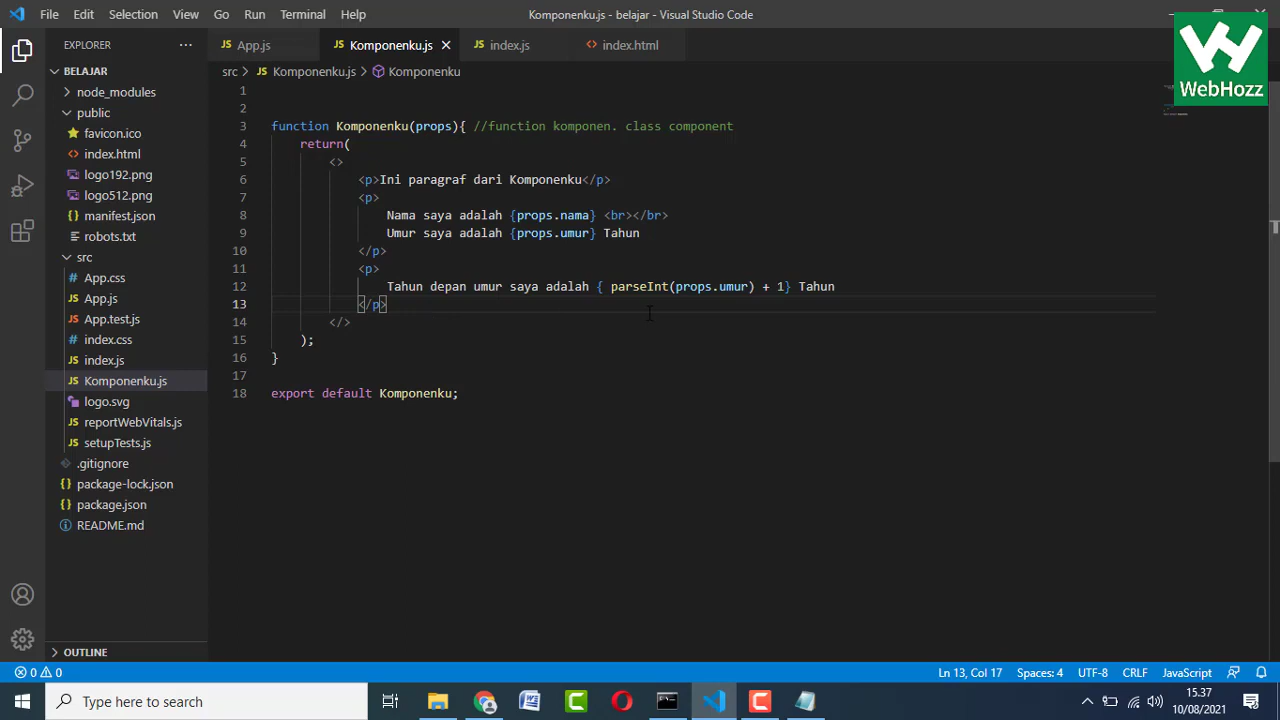 File Edit Selection View Go Run Terminal Help
Komponenku.js - belajar - Visual Studio Code
WebHozz
EXPLORER
BELAJAR
node_modules
public
favicon.ico
index.html
logo192.png
logo512.png
manifest.json
robots.txt
src
App.css
App.js
App.test.js
index.css
index.js
Komponenku.js
logo.svg
reportWebVitals.js
setupTests.js
.gitignore
package-lock.json
package.json
README.md
OUTLINE
App.js Komponenku.js index.js index.html
src > Komponenku.js > Komponenku
1
2
3 function Komponenku(props){ //function komponen. class component
4 return(
5 <>
6 <p>Ini paragraf dari Komponenku</p>
7 <p>
8 Nama saya adalah {props.nama} <br></br>
9 Umur saya adalah {props.umur} Tahun
10 </p>
11 <p>
12 Tahun depan umur saya adalah { parseInt(props.umur) + 1} Tahun
13 </p>
14 </>
15 );
16 }
17
18 export default Komponenku;
0 0
Ln 13, Col 17 Spaces: 4 UTF-8 CRLF JavaScript
Type here to search
15.37
10/08/2021